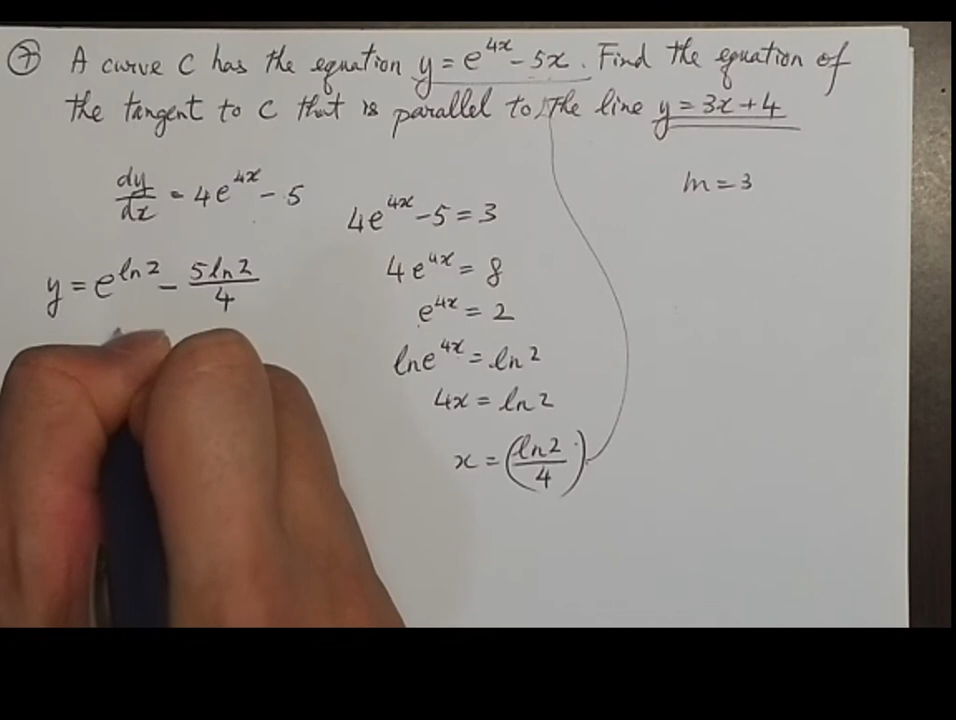 ⑦ A curve C has the equation y = e^{4x} - 5x. Find the equation of
the tangent to C that is parallel to the line y = 3x + 4
m = 3
dy/dx = 4e^{4x} - 5
y = e^{ln 2} - 5ln2/4
4e^{4x} - 5 = 3
4e^{4x} = 8
e^{4x} = 2
ln e^{4x} = ln 2
4x = ln 2
x = (ln2/4)